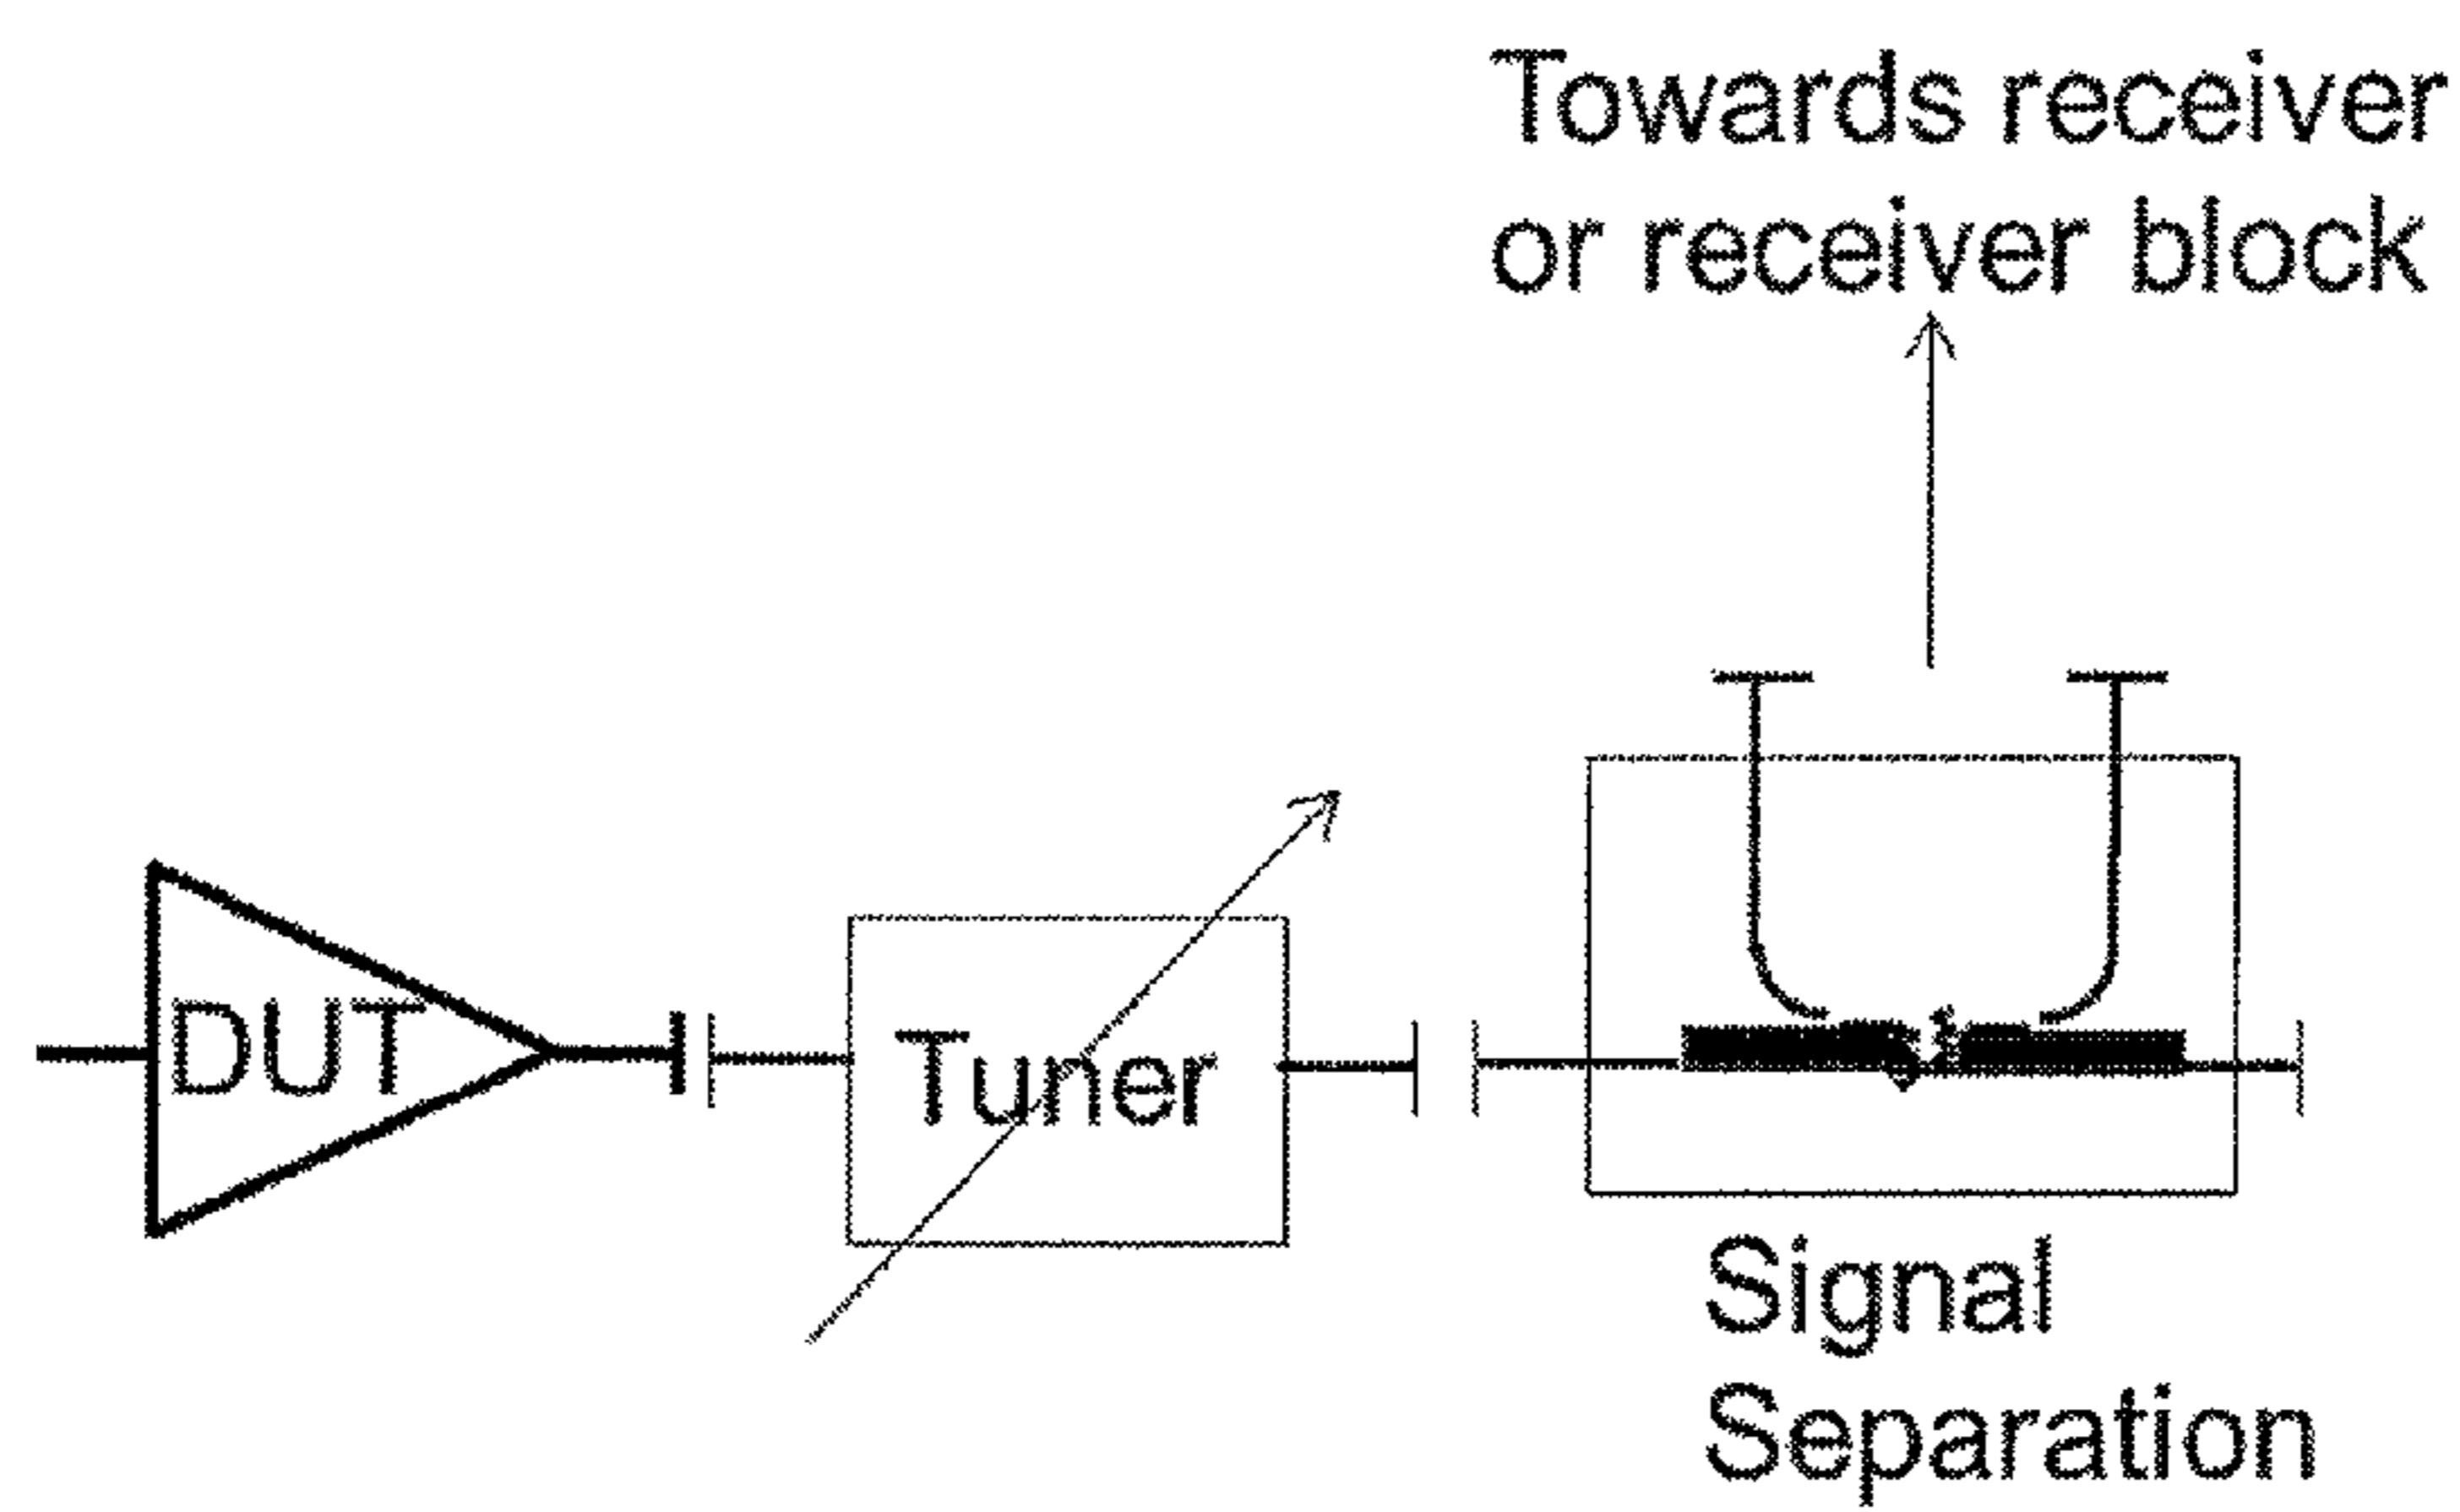 Towards receiver
or receiver block
DUT
Tuner
Signal
Separation